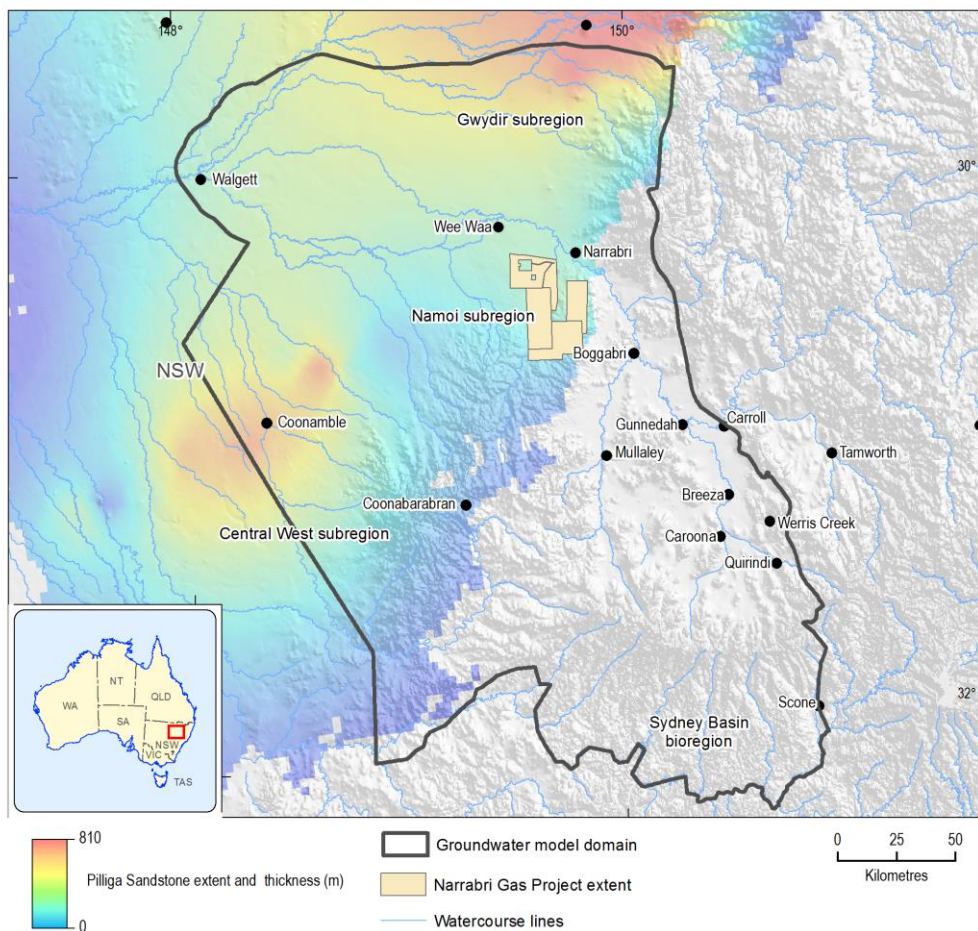 148°
150°
Gwydir subregion
30°
Walgett
Wee Waa
Narrabri
Namoi subregion
Boggabri
NSW
Coonamble
Gunnedah
Carroll
Mullaley
Tamworth
Breeza
Coonabarabran
Werris Creek
Central West subregion
Caroona
Quirindi
32°
Scone
Sydney Basin
bioregion
NT
QLD
WA
SA
NSW
VIC
TAS
810
Pilliga Sandstone extent and thickness (m)
0
Groundwater model domain
Narrabri Gas Project extent
Watercourse lines
0 25 50
Kilometres